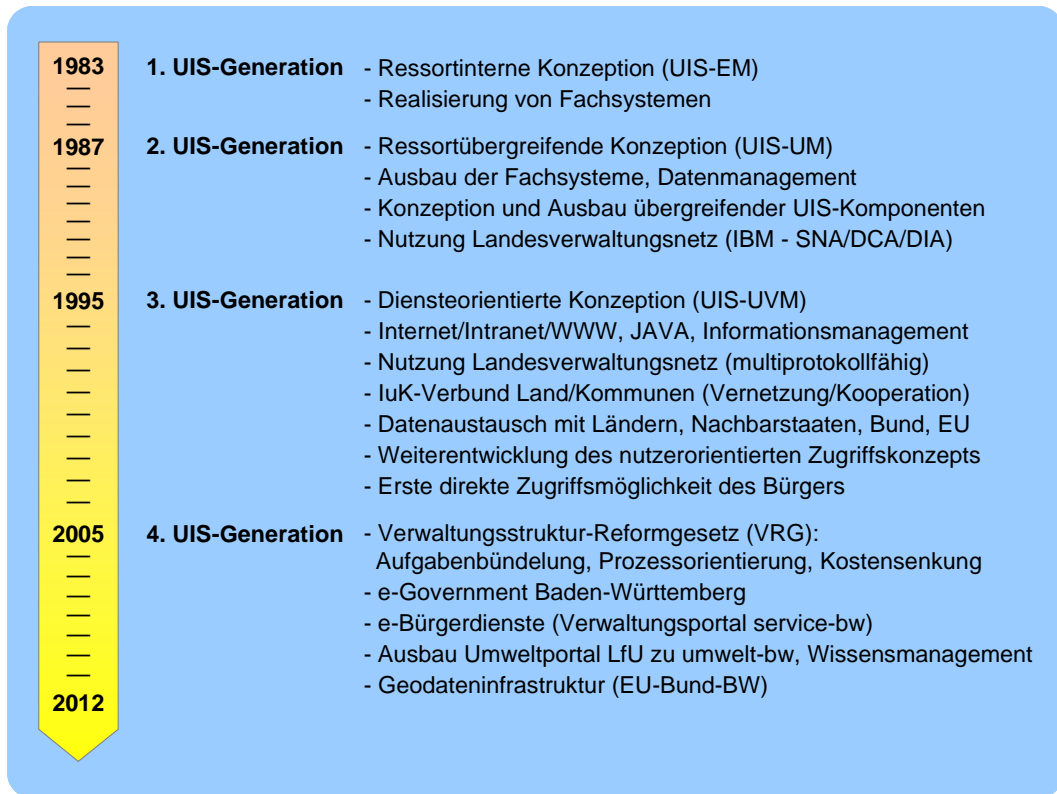 1983 1. UIS-Generation - Ressortinterne Konzeption (UIS-EM)
- Realisierung von Fachsystemen
1987 2. UIS-Generation - Ressortübergreifende Konzeption (UIS-UM)
- Ausbau der Fachsysteme, Datenmanagement
- Konzeption und Ausbau übergreifender UIS-Komponenten
- Nutzung Landesverwaltungsnetz (IBM - SNA/DCA/DIA)
1995 3. UIS-Generation - Diensteorientierte Konzeption (UIS-UVM)
- Internet/Intranet/WWW, JAVA, Informationsmanagement
- Nutzung Landesverwaltungsnetz (multiprotokollfähig)
- IuK-Verbund Land/Kommunen (Vernetzung/Kooperation)
- Datenaustausch mit Ländern, Nachbarstaaten, Bund, EU
- Weiterentwicklung des nutzerorientierten Zugriffskonzepts
- Erste direkte Zugriffsmöglichkeit des Bürgers
2005 4. UIS-Generation - Verwaltungsstruktur-Reformgesetz (VRG):
Aufgabenbündelung, Prozessorientierung, Kostensenkung
- e-Government Baden-Württemberg
- e-Bürgerdienste (Verwaltungsportal service-bw)
- Ausbau Umweltportal LfU zu umwelt-bw, Wissensmanagement
- Geodateninfrastruktur (EU-Bund-BW)
2012